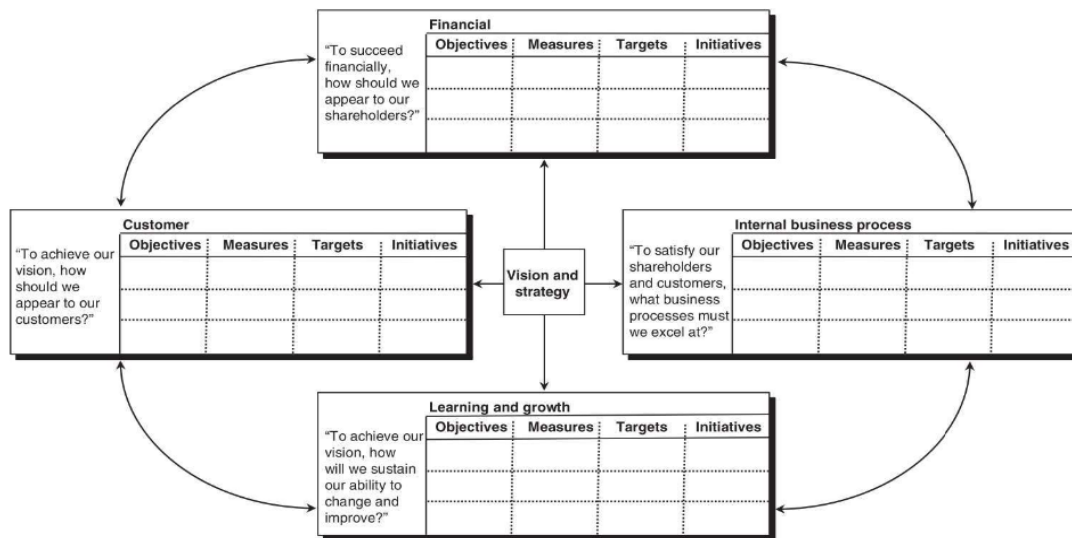 Financial
Objectives Measures Targets Initiatives
“To succeed
financially,
how should we
appear to our
shareholders?”
Customer
Objectives Measures Targets Initiatives
“To achieve our
vision, how
should we
appear to our
customers?”
Vision and
strategy
Internal business process
Objectives Measures Targets Initiatives
“To satisfy our
shareholders
and customers,
what business
processes must
we excel at?”
Learning and growth
Objectives Measures Targets Initiatives
“To achieve our
vision, how
will we sustain
our ability to
change and
improve?”